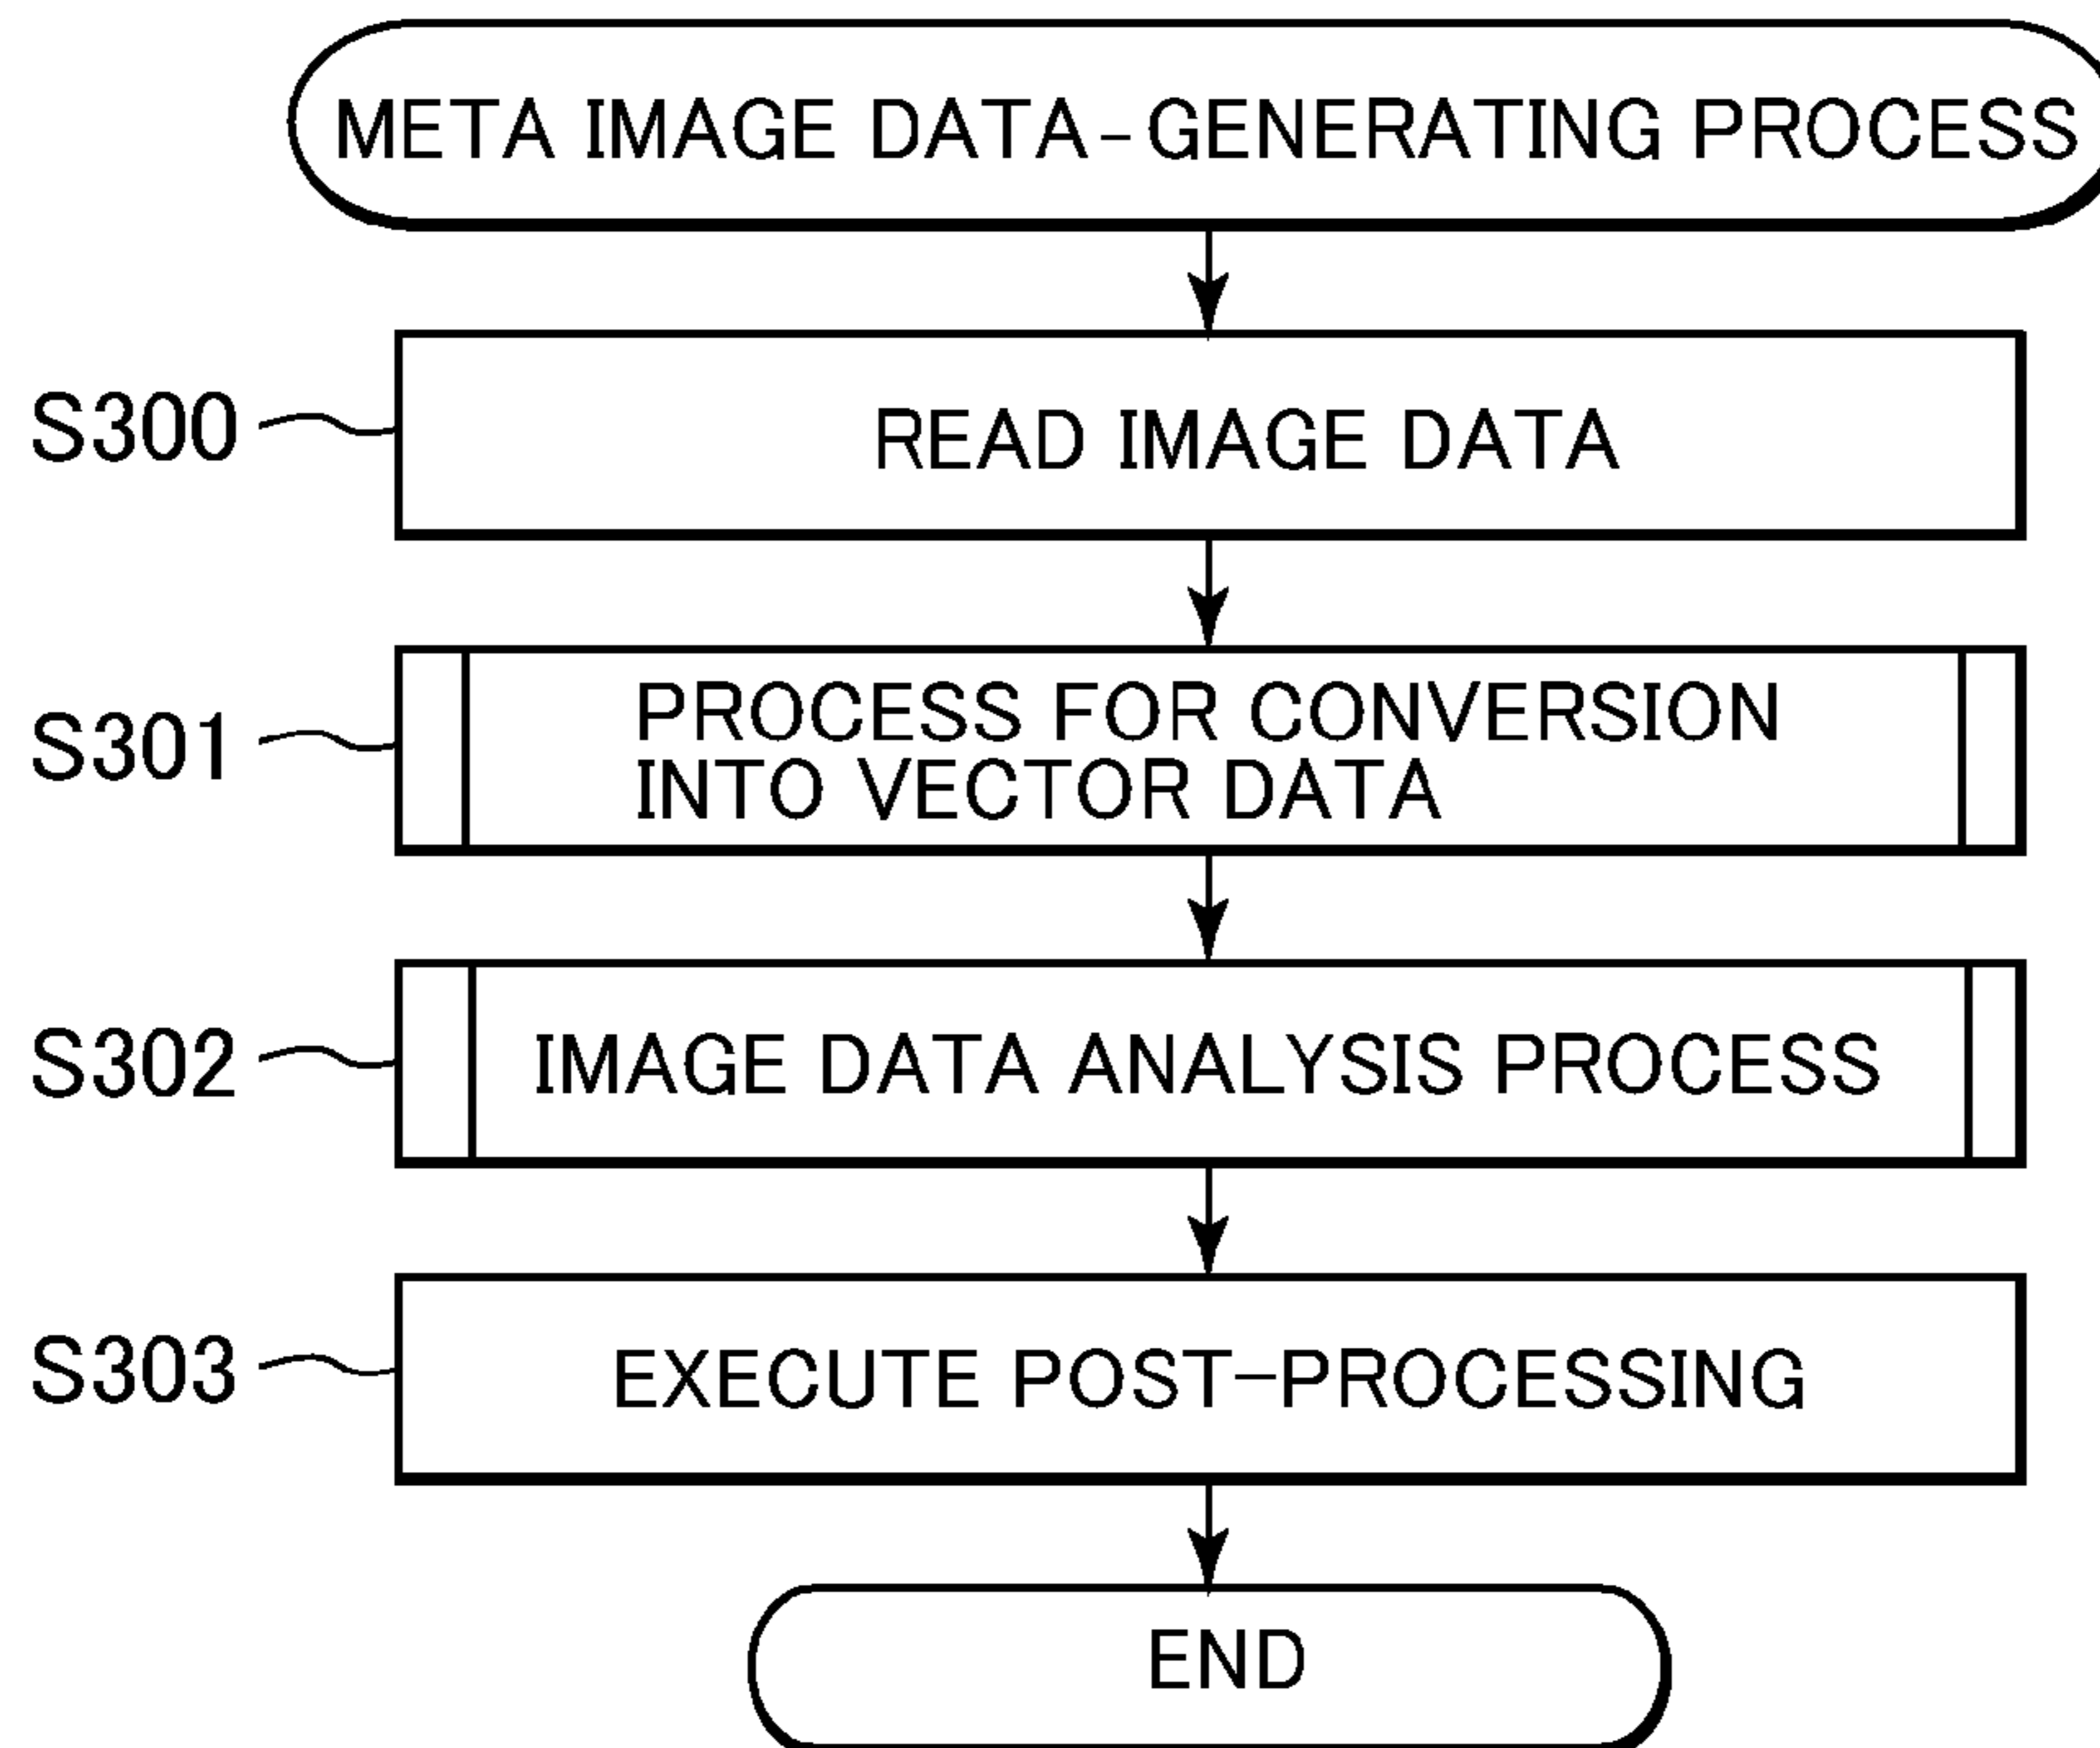 META IMAGE DATA-GENERATING PROCESS
S300
READ IMAGE DATA
S301
PROCESS FOR CONVERSION
INTO VECTOR DATA
S302
IMAGE DATA ANALYSIS PROCESS
S303
EXECUTE POST-PROCESSING
END